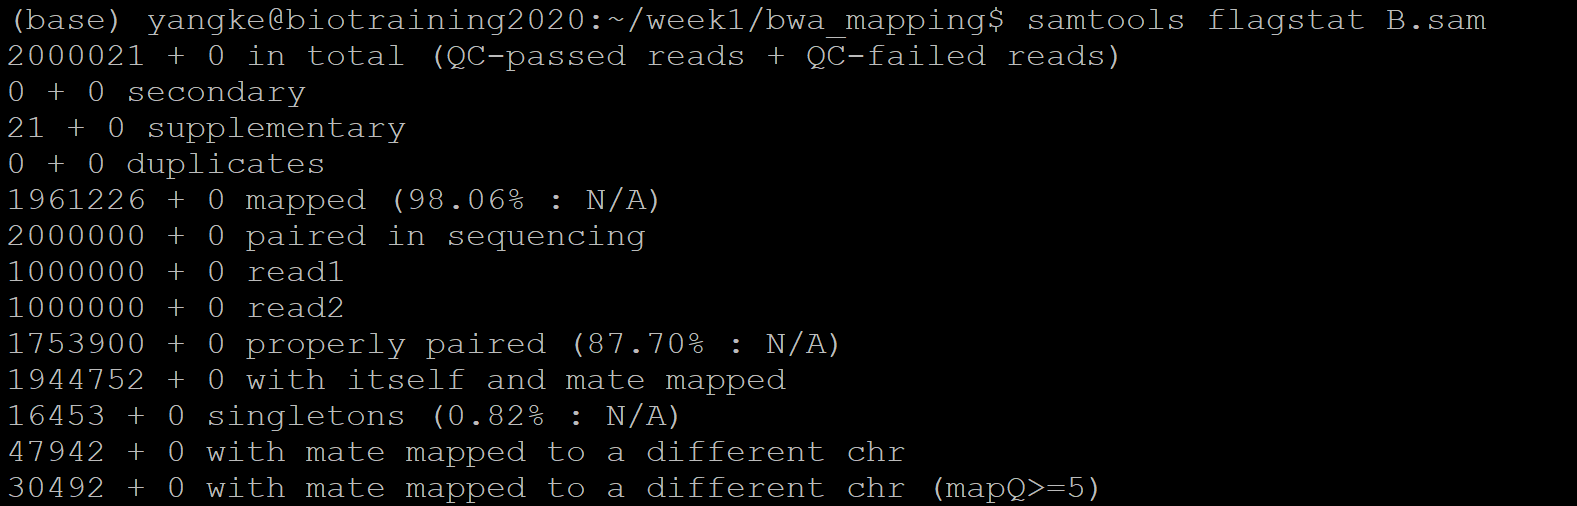 (base) yangke@biotraining2020:~/week1/bwa_mapping$ samtools flagstat B.sam
2000021 + 0 in total (QC-passed reads + QC-failed reads)
0 + 0 secondary
21 + 0 supplementary
0 + 0 duplicates
1961226 + 0 mapped (98.06% : N/A)
2000000 + 0 paired in sequencing
1000000 + 0 read1
1000000 + 0 read2
1753900 + 0 properly paired (87.70% : N/A)
1944752 + 0 with itself and mate mapped
16453 + 0 singletons (0.82% : N/A)
47942 + 0 with mate mapped to a different chr
30492 + 0 with mate mapped to a different chr (mapQ>=5)